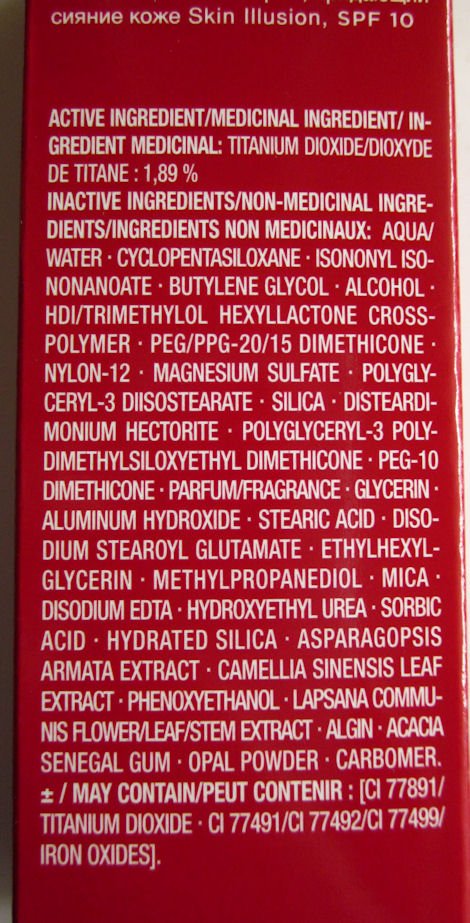 сияние коже Skin Illusion, SPF 10
ACTIVE INGREDIENT/MEDICINAL INGREDIENT/ IN-
GREDIENT MEDICINAL: TITANIUM DIOXIDE/DIOXYDE
DE TITANE : 1,89 %
INACTIVE INGREDIENTS/NON-MEDICINAL INGRE-
DIENTS/INGREDIENTS NON MEDICINAUX: AQUA/
WATER · CYCLOPENTASILOXANE · ISONONYL ISO-
NONANOATE · BUTYLENE GLYCOL · ALCOHOL ·
HDI/TRIMETHYLOL HEXYLLACTONE CROSS-
POLYMER · PEG/PPG-20/15 DIMETHICONE ·
NYLON-12 · MAGNESIUM SULFATE · POLYGLY-
CERYL-3 DIISOSTEARATE · SILICA · DISTEARDI-
MONIUM HECTORITE · POLYGLYCERYL-3 POLY-
DIMETHYLSILOXYETHYL DIMETHICONE · PEG-10
DIMETHICONE · PARFUM/FRAGRANCE · GLYCERIN ·
ALUMINUM HYDROXIDE · STEARIC ACID · DISO-
DIUM STEAROYL GLUTAMATE · ETHYLHEXYL-
GLYCERIN · METHYLPROPANEDIOL · MICA ·
DISODIUM EDTA · HYDROXYETHYL UREA · SORBIC
ACID · HYDRATED SILICA · ASPARAGOPSIS
ARMATA EXTRACT · CAMELLIA SINENSIS LEAF
EXTRACT · PHENOXYETHANOL · LAPSANA COMMU-
NIS FLOWER/LEAF/STEM EXTRACT · ALGIN · ACACIA
SENEGAL GUM · OPAL POWDER · CARBOMER.
± / MAY CONTAIN/PEUT CONTENIR : [CI 77891/
TITANIUM DIOXIDE · CI 77491/CI 77492/CI 77499/
IRON OXIDES].